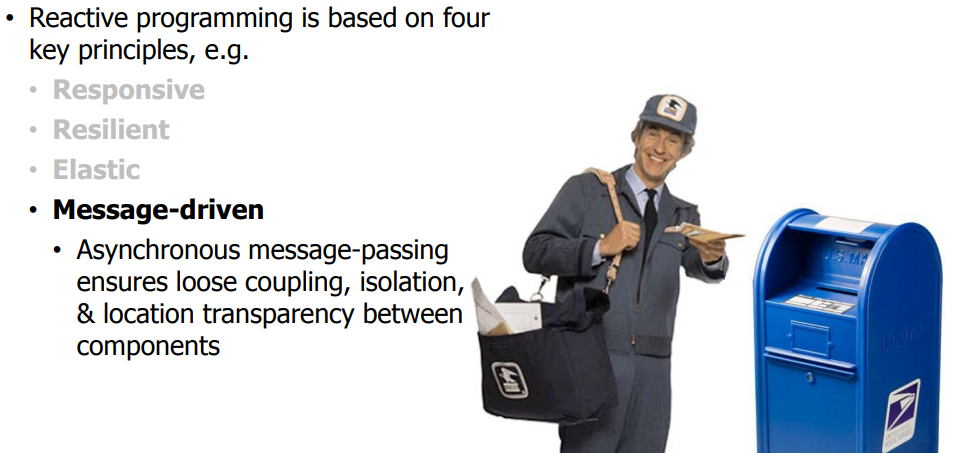 • Reactive programming is based on four
key principles, e.g.
• Responsive
• Resilient
• Elastic
• Message-driven
• Asynchronous message-passing
ensures loose coupling, isolation,
& location transparency between
components
U.S. MAIL